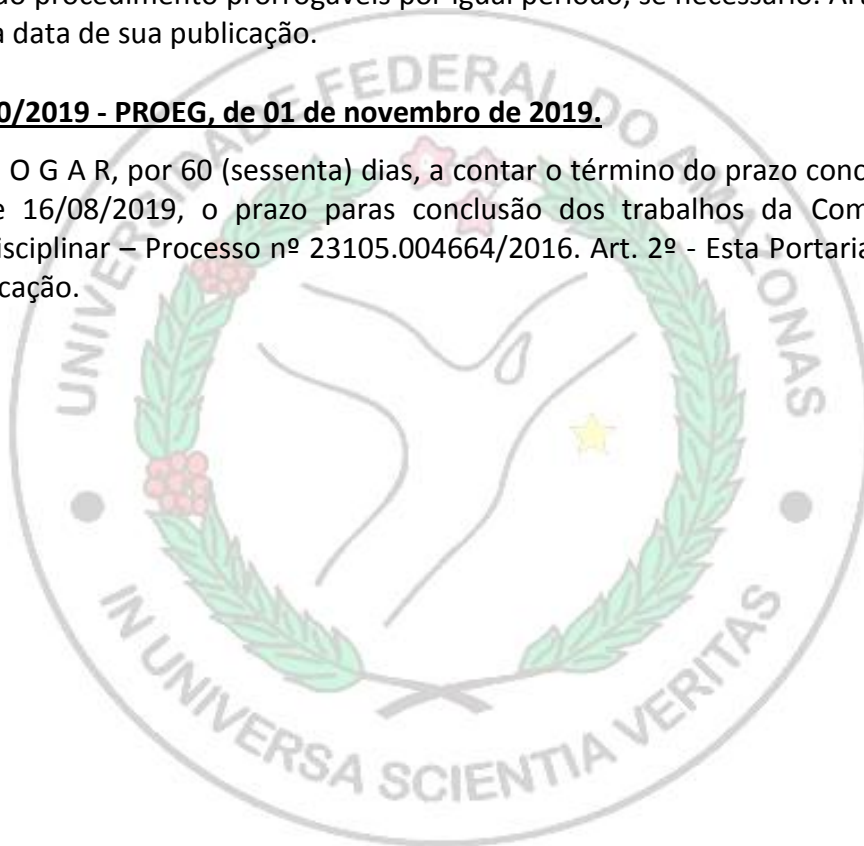 do procedimento prorrogáveis por igual período, se necessário. Art
a data de sua publicação.
0/2019 - PROEG, de 01 de novembro de 2019.
O G A R, por 60 (sessenta) dias, a contar o término do prazo conc
e 16/08/2019, o prazo paras conclusão dos trabalhos da Com
isciplinar – Processo nº 23105.004664/2016. Art. 2º - Esta Portaria
cação.
UNIVERSIDADE FEDERAL DO AMAZONAS
IN UNIVERSA SCIENTIA VERITAS